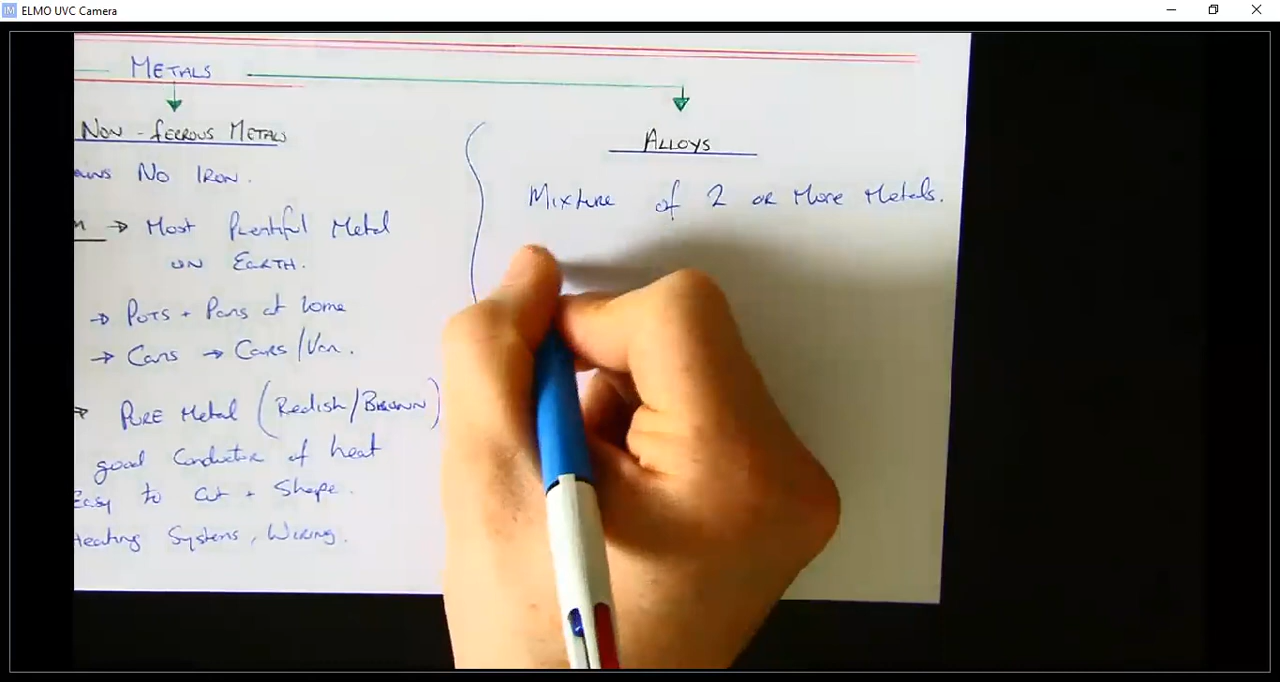 ELMO UVC Camera
METALS
NON-FERROUS METALS
ains No IRON.
m → Most Plentiful Metal
ON EARTH.
→ POTS + Pans at home
→ Cans → Cars/Van.
→ PURE Metal (Redish/BROWN)
good Conductor of heat
Easy to cut + Shape.
Heating Systems, WIRING.
ALLOYS
Mixture of 2 OR More Metals.